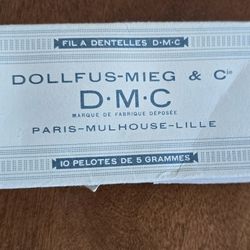 FIL A DENTELLES D·M·C
DOLLFUS-MIEG & Cie
D·M·C
MARQUE DE FABRIQUE DÉPOSÉE
PARIS-MULHOUSE-LILLE
10 PELOTES DE 5 GRAMMES